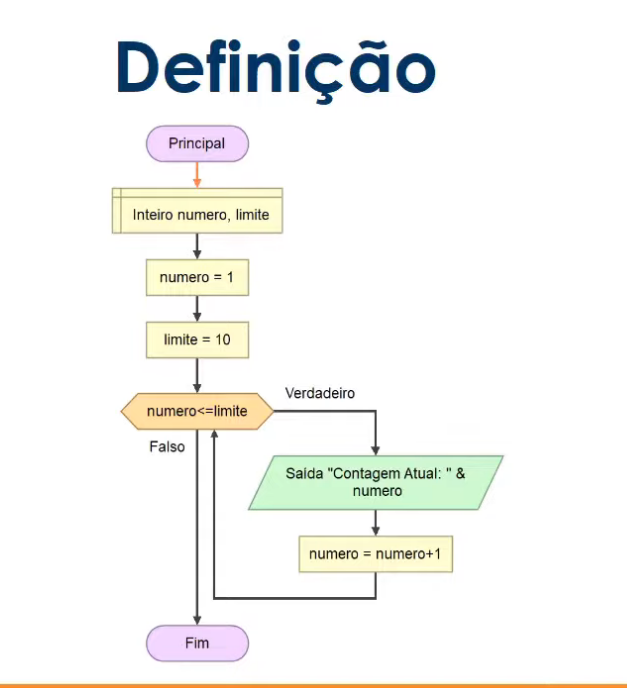 Definição
Principal
Inteiro numero, limite
numero = 1
limite = 10
numero<=limite
Verdadeiro
Falso
Saída "Contagem Atual: " &
numero
numero = numero+1
Fim